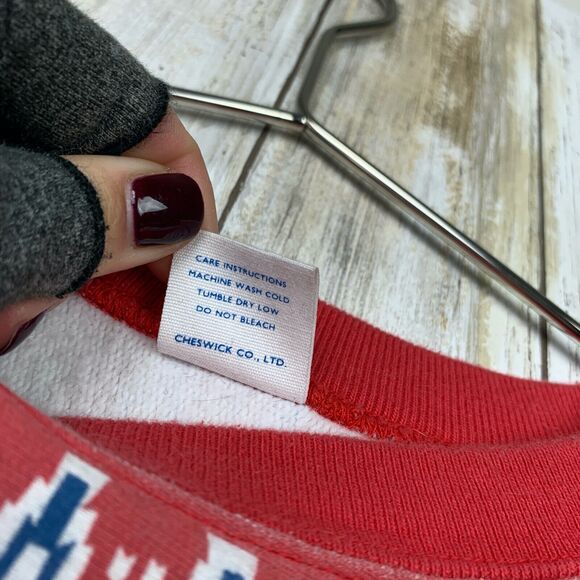 CARE INSTRUCTIONS
MACHINE WASH COLD
TUMBLE DRY LOW
DO NOT BLEACH
CHESWICK CO., LTD.